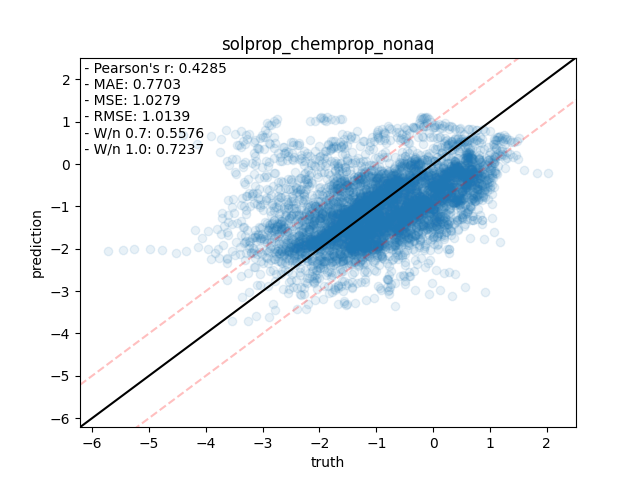 solprop_chemprop_nonaq
- Pearson's r: 0.4285
- MAE: 0.7703
- MSE: 1.0279
- RMSE: 1.0139
- W/n 0.7: 0.5576
- W/n 1.0: 0.7237
prediction
2
1
0
−1
−2
−3
−4
−5
−6
−6 −5 −4 −3 −2 −1 0 1 2
truth